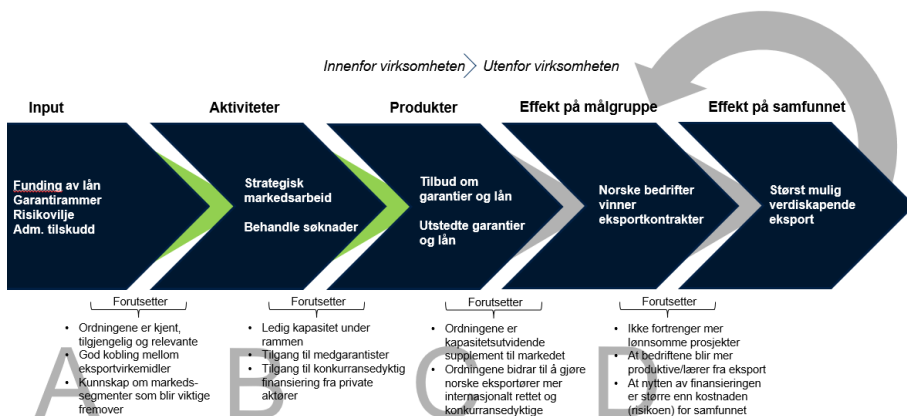 Innenfor virksomheten
Utenfor virksomheten
Input
Aktiviteter
Produkter
Effekt på målgruppe
Effekt på samfunnet
Funding av lån
Garantirammer
Risikovilje
Adm. tilskudd
Strategisk
markedsarbeid
Behandle søknader
Tilbud om
garantier og lån
Utstedte garantier
og lån
Norske bedrifter
vinner
eksportkontrakter
Størst mulig
verdiskapende
eksport
A
Forutsetter
• Ordningene er kjent,
tilgjengelig og relevante
• God kobling mellom
eksportvirkemidler
• Kunnskap om markeds-
segmenter som blir viktige
fremover
B
Forutsetter
• Ledig kapasitet under
rammen
• Tilgang til medgarantister
• Tilgang til konkurransedyktig
finansiering fra private
aktører
C
Forutsetter
• Ordningene er
kapasitetsutvidende
supplement til markedet
• Ordningene bidrar til å gjøre
norske eksportører mer
internasjonalt rettet og
konkurransedyktige
D
Forutsetter
• Ikke fortrenger mer
lønnsomme prosjekter
• At bedriftene blir mer
produktive/lærer fra eksport
• At nytten av finansieringen
er større enn kostnaden
(risikoen) for samfunnet